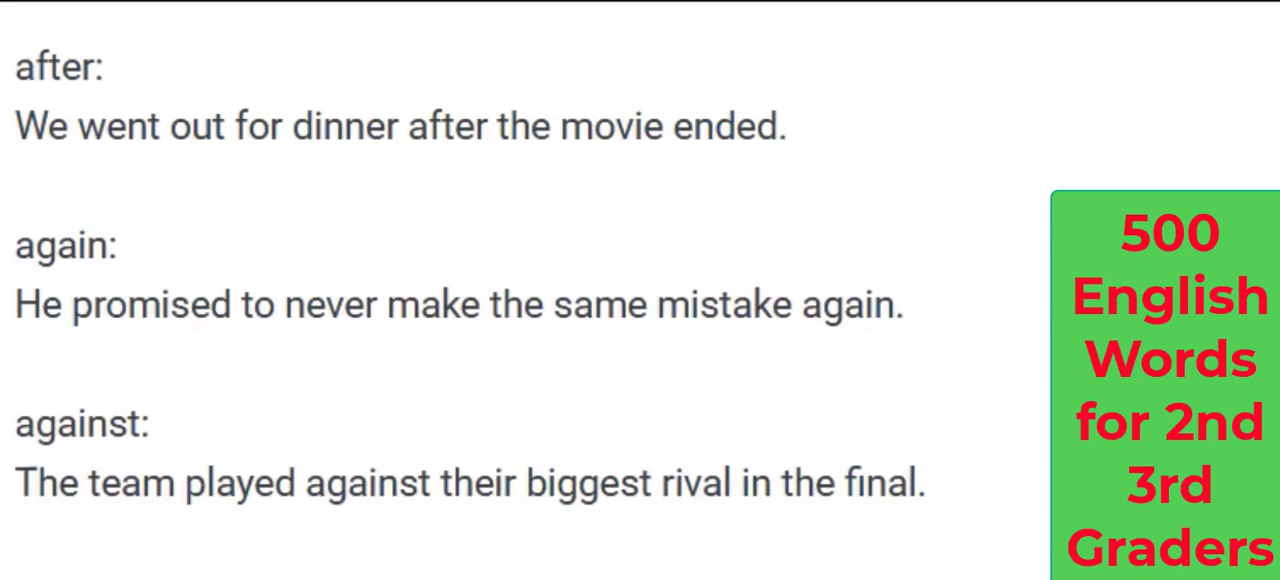 after:
We went out for dinner after the movie ended.
again:
He promised to never make the same mistake again.
against:
The team played against their biggest rival in the final.
500
English
Words
for 2nd
3rd
Graders